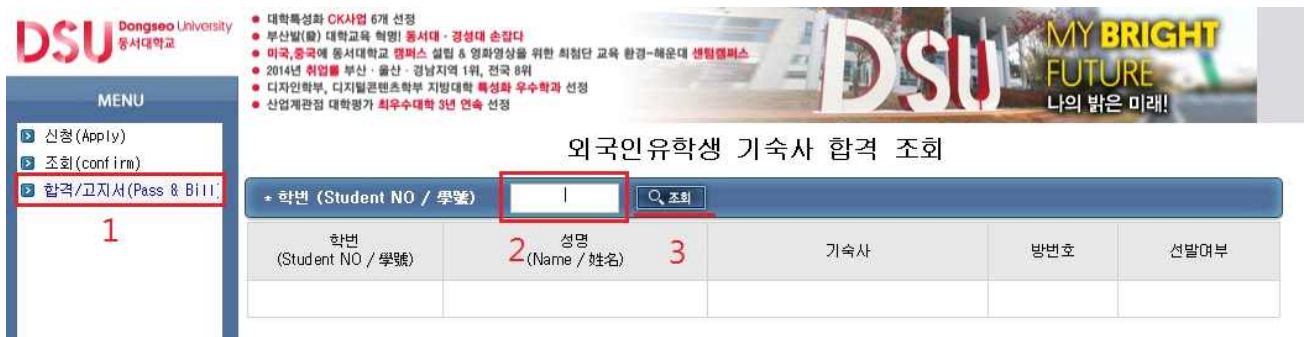 DSU Dongseo University
동서대학교
대학특성화 CK사업 6개 선정
부산발(發) 대학교육 혁명! 동서대 · 경성대 손잡다
미국,중국에 동서대학교 캠퍼스 설립 & 영화영상을 위한 최첨단 교육 환경-해운대 센텀캠퍼스
2014년 취업률 부산 · 울산 · 경남지역 1위, 전국 8위
디자인학부, 디지털콘텐츠학부 지방대학 특성화 우수학과 선정
산업계관점 대학평가 최우수대학 3년 연속 선정
DSU
MY BRIGHT
FUTURE
나의 밝은 미래!
MENU
신청(Apply)
조회(confirm)
합격/고지서(Pass & Bill)
1
외국인유학생 기숙사 합격 조회
* 학번 (Student NO / 學號)
조회
2
3
학번
(Student NO / 學號)
성명
(Name / 姓名)
기숙사
방번호
선발여부